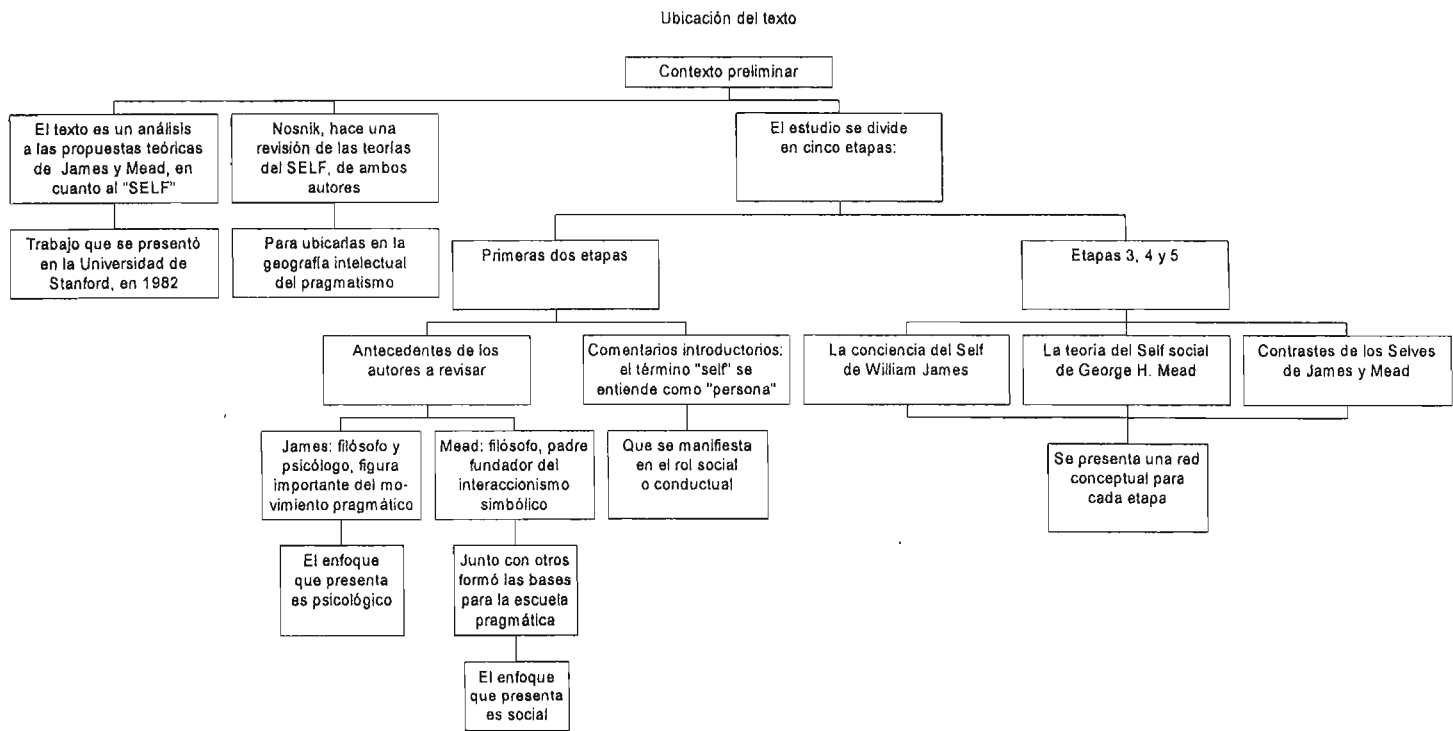 Ubicación del texto
Contexto preliminar
El texto es un análisis
a las propuestas teóricas
de James y Mead, en
cuanto al "SELF"
Nosnik, hace una
revisión de las teorías
del SELF, de ambos
autores
El estudio se divide
en cinco etapas:
Trabajo que se presentó
en la Universidad de
Stanford, en 1982
Para ubicarlas en la
geografía intelectual
del pragmatismo
Primeras dos etapas
Etapas 3, 4 y 5
Antecedentes de los
autores a revisar
Comentarios introductorios:
el término "self" se
entiende como "persona"
La conciencia del Self
de William James
La teoría del Self social
de George H. Mead
Contrastes de los Selves
de James y Mead
James: filósofo y
psicólogo, figura
importante del mo-
vimiento pragmático
Mead: filósofo, padre
fundador del
interaccionismo
simbólico
Que se manifiesta
en el rol social
o conductual
Se presenta una red
conceptual para
cada etapa
El enfoque
que presenta
es psicológico
Junto con otros
formó las bases
para la escuela
pragmática
El enfoque
que presenta
es social